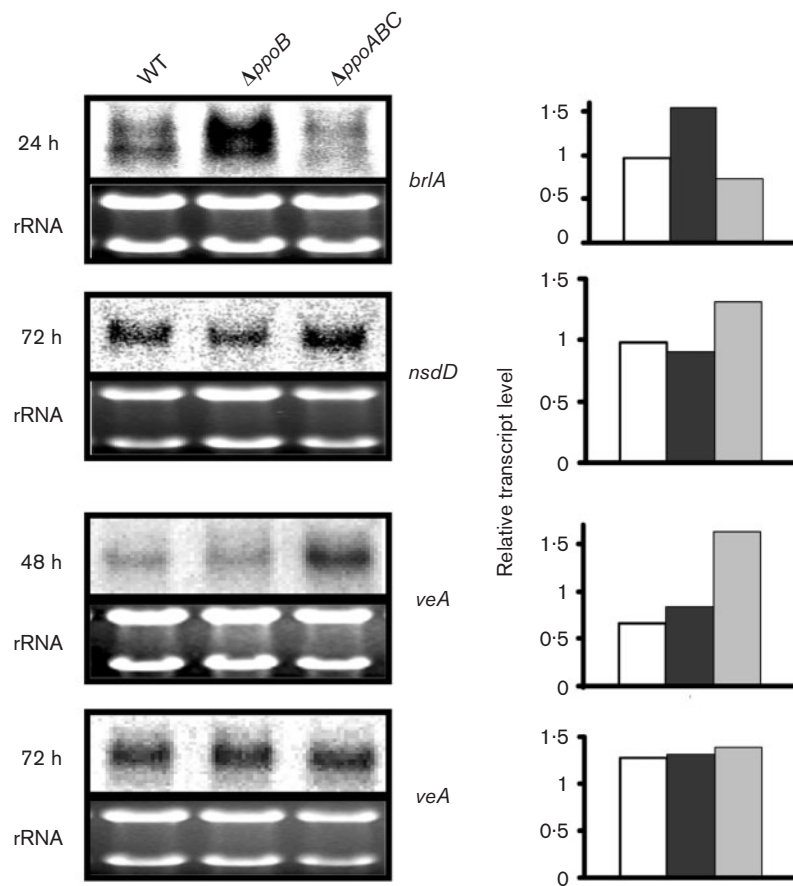 WT ΔppoB ΔppoABC
24 h
rRNA
brlA
1·5
1
0·5
0
72 h
rRNA
nsdD
1·5
1
0·5
0
48 h
rRNA
veA
1·5
1
0·5
0
72 h
rRNA
veA
1·5
1
0·5
0
Relative transcript level